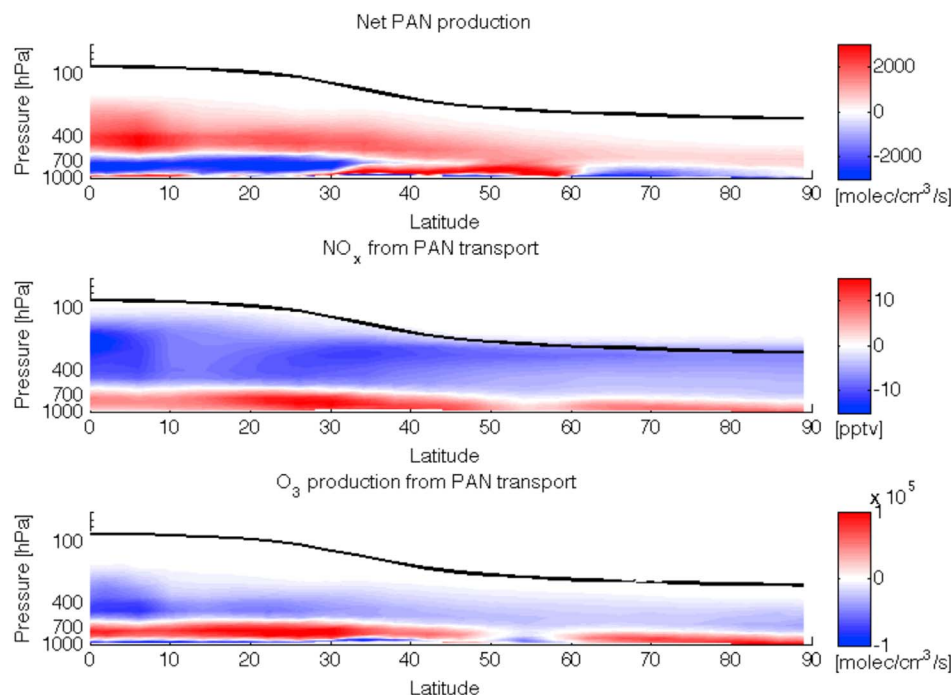 Net PAN production
Pressure [hPa]
100
400
700
1000
0 10 20 30 40 50 60 70 80 90
Latitude
2000
0
-2000
[molec/cm³/s]
NOₓ from PAN transport
Pressure [hPa]
100
400
700
1000
0 10 20 30 40 50 60 70 80 90
Latitude
10
0
-10
[pptv]
O₃ production from PAN transport
Pressure [hPa]
100
400
700
1000
0 10 20 30 40 50 60 70 80 90
Latitude
x 10⁵
1
0
-1
[molec/cm³/s]